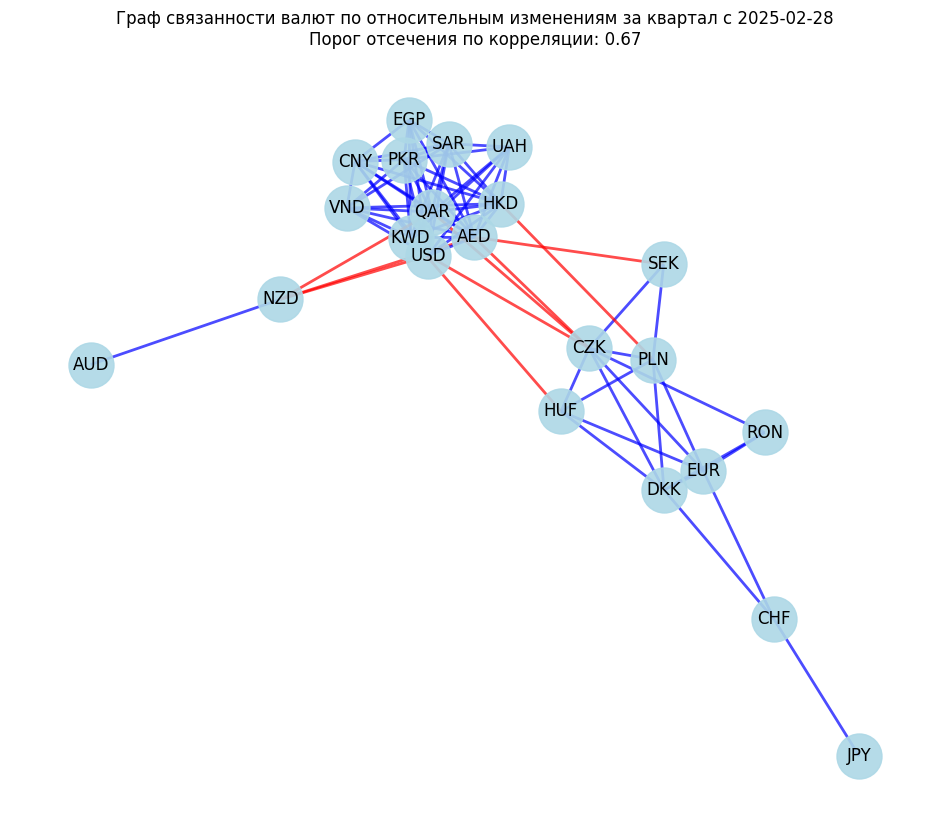 Граф связанности валют по относительным изменениям за квартал с 2025-02-28
Порог отсечения по корреляции: 0.67
EGP
SAR
UAH
CNY
PKR
VND
QAR
HKD
KWD
AED
USD
SEK
NZD
CZK
PLN
AUD
HUF
RON
EUR
DKK
CHF
JPY